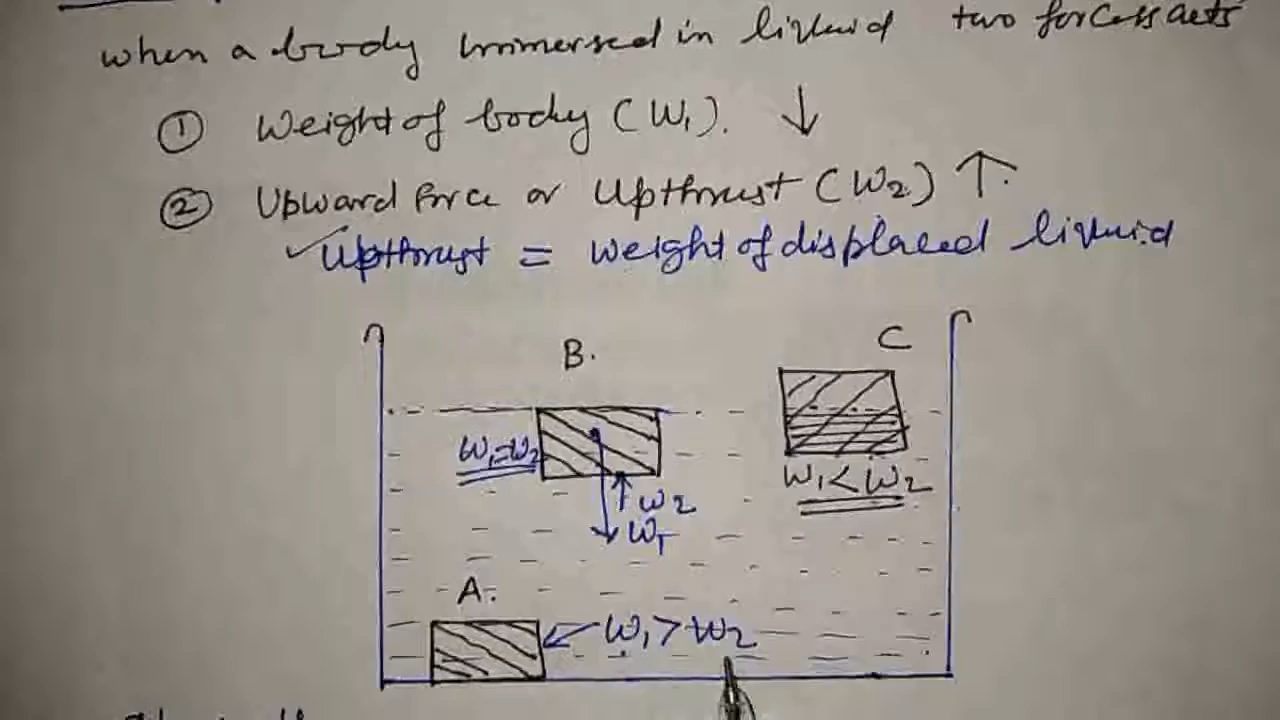 when a body immersed in liquid two forces acts
① Weight of body (W₁). ↓
② Upward Force or Upthrust (W₂) ↑
✓Upthrust = weight of displaced liquid
B.
C
W₁=W₂
W₁<W₂
W₂
W₁
A.
W₁>W₂